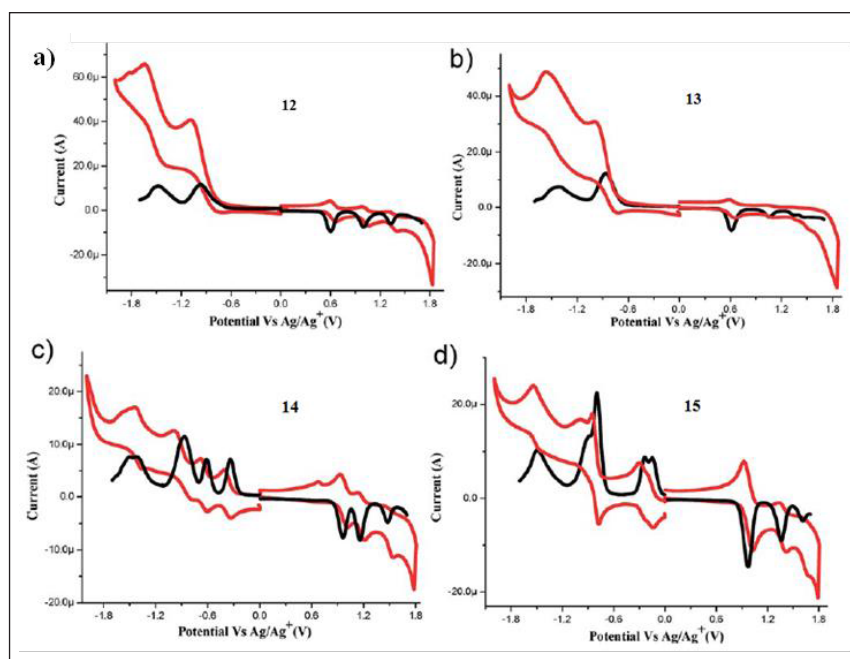 a)
12
60.0µ
40.0µ
20.0µ
0.0
-20.0µ
Current (A)
-1.8 -1.2 -0.6 0.0 0.6 1.2 1.8
Potential Vs Ag/Ag+(V)
b)
13
40.0µ
20.0µ
0.0
-20.0µ
Current (A)
-1.8 -1.2 -0.6 0.0 0.6 1.2 1.8
Potential Vs Ag/Ag+(V)
c)
14
20.0µ
10.0µ
0.0
-10.0µ
-20.0µ
Current (A)
-1.8 -1.2 -0.6 0.0 0.6 1.2 1.8
Potential Vs Ag/Ag+(V)
d)
15
20.0µ
0.0
-20.0µ
Current (A)
-1.8 -1.2 -0.6 0.0 0.6 1.2 1.8
Potential Vs Ag/Ag+(V)